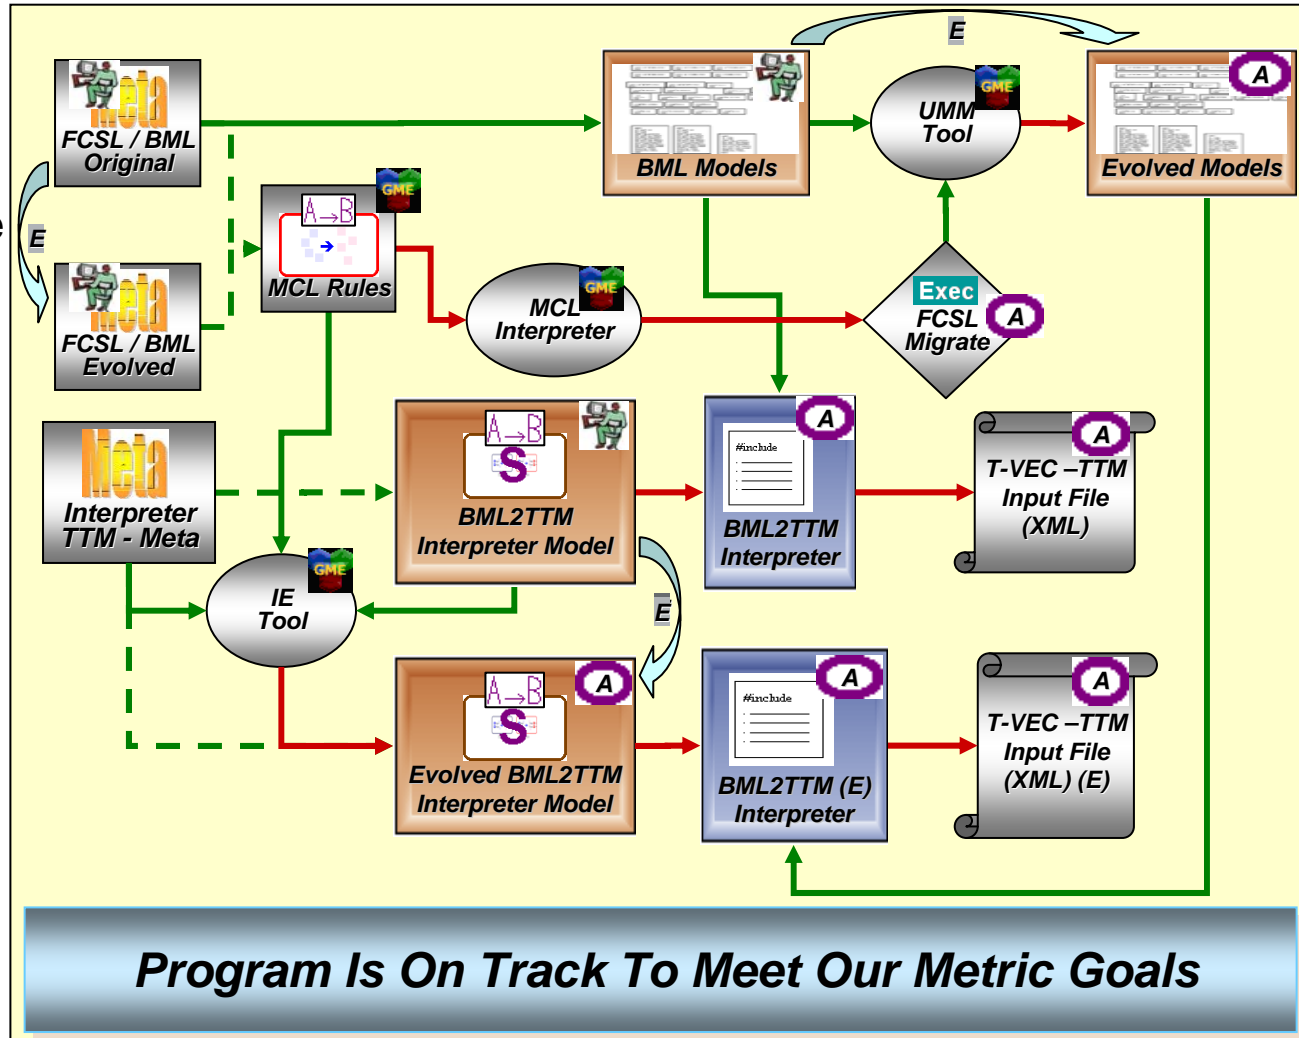 E
A
GME
Meta
FCSL / BML
Original
BML Models
UMM
Tool
Evolved Models
e
E
A→B
MCL Rules
GME
Meta
FCSL / BML
Evolved
MCL
Interpreter
GME
Exec
FCSL
Migrate
A
Meta
Interpreter
TTM - Meta
A→B
S
BML2TTM
Interpreter Model
A
#include
BML2TTM
Interpreter
A
T-VEC –TTM
Input File
(XML)
GME
IE
Tool
E
A→B
S
A
Evolved BML2TTM
Interpreter Model
A
#include
BML2TTM (E)
Interpreter
A
T-VEC –TTM
Input File
(XML) (E)
Program Is On Track To Meet Our Metric Goals